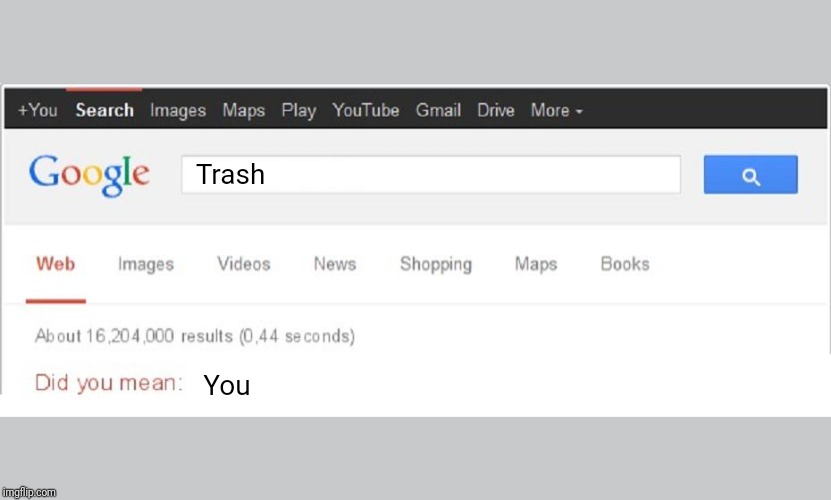 +You Search Images Maps Play YouTube Gmail Drive More
Google Trash
Web Images Videos News Shopping Maps Books
About 16,204,000 results (0,44 seconds)
Did you mean: You
imgflip.com